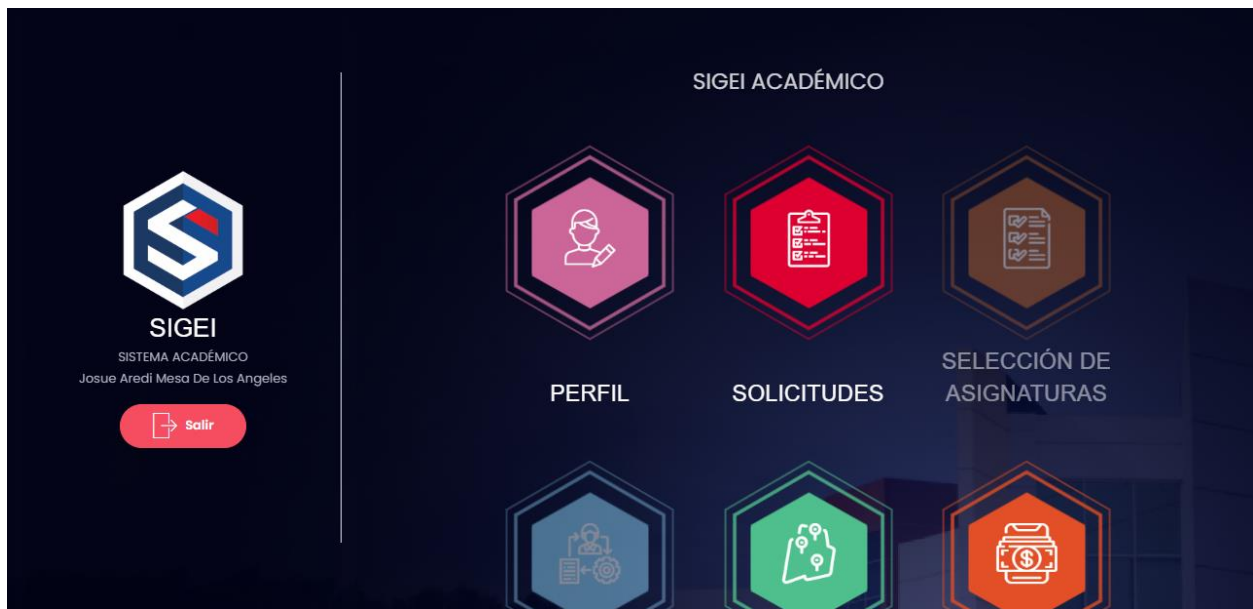 SIGEI ACADÉMICO
SIGEI
SISTEMA ACADÉMICO
Josue Aredi Mesa De Los Angeles
Salir
PERFIL
SOLICITUDES
SELECCIÓN DE
ASIGNATURAS